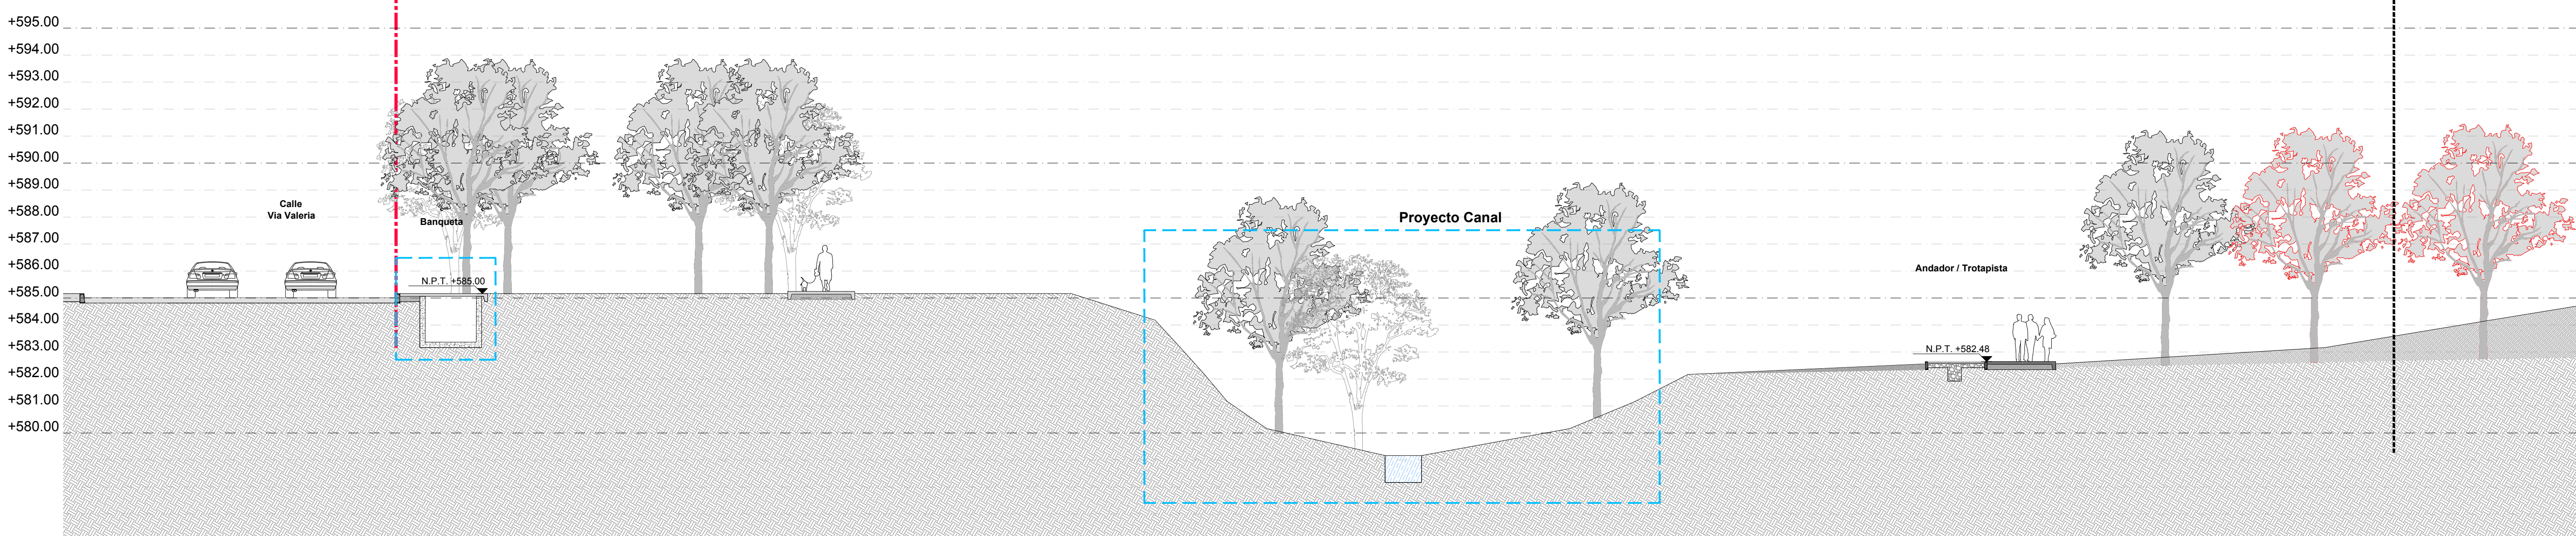 +595.00
+594.00
+593.00
+592.00
+591.00
+590.00
+589.00
+588.00
+587.00
+586.00
+585.00
+584.00
+583.00
+582.00
+581.00
+580.00
Calle
Via Valeria
Banqueta
N.P.T. +585.00
Proyecto Canal
Andador / Trotapista
N.P.T. +582.48